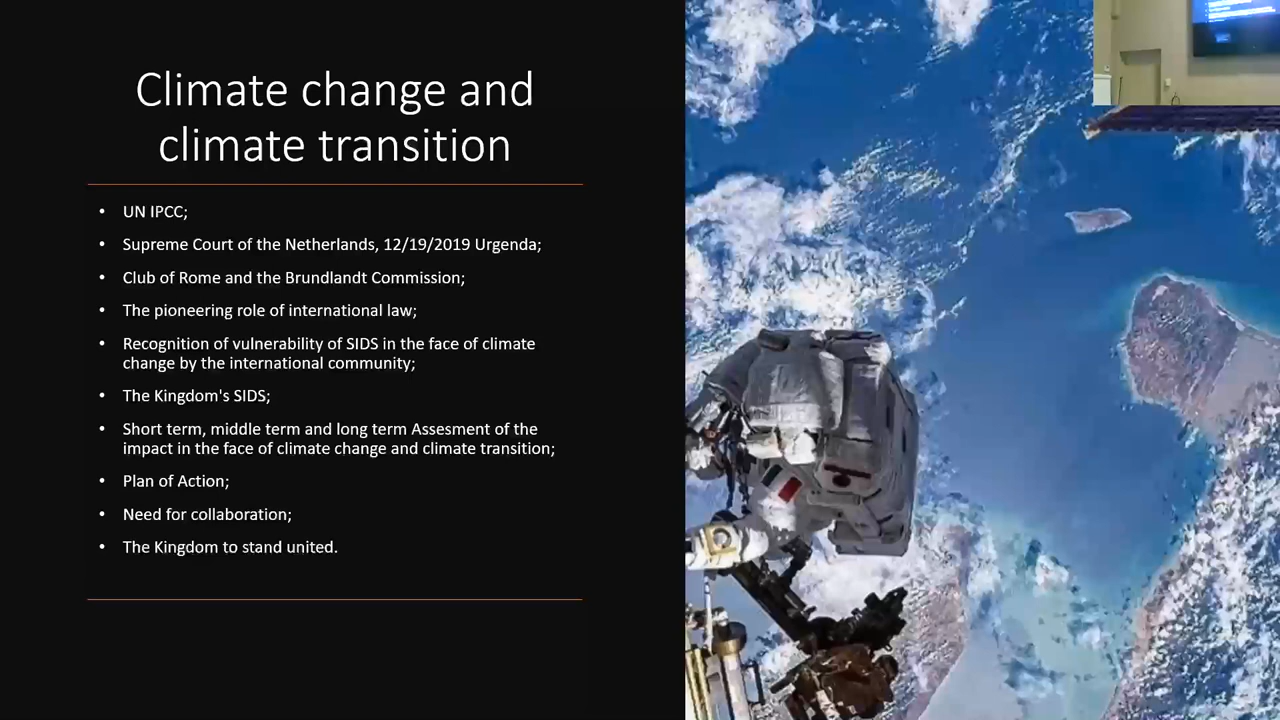 Climate change and
climate transition
• UN IPCC;
• Supreme Court of the Netherlands, 12/19/2019 Urgenda;
• Club of Rome and the Brundlandt Commission;
• The pioneering role of international law;
• Recognition of vulnerability of SIDS in the face of climate
change by the international community;
• The Kingdom's SIDS;
• Short term, middle term and long term Assesment of the
impact in the face of climate change and climate transition;
• Plan of Action;
• Need for collaboration;
• The Kingdom to stand united.